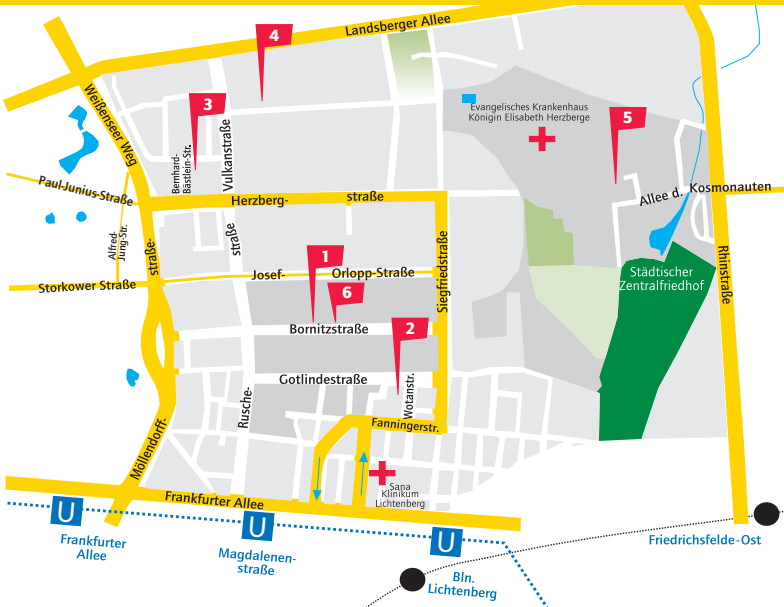 Landsberger Allee
4
Weißenseer Weg
3
Evangelisches Krankenhaus
Königin Elisabeth Herzberge
5
Vulkanstraße
Bernhard-
Bästlein-Str.
Paul-Junius-Straße
Herzberg-
straße
Allee d.
Kosmonauten
Alfred-
Jung-Str.
straße-
straße
1
Siegfriedstraße
Rhinstraße
Josef-
Orlopp-Straße
Storkower Straße
6
Städtischer
Zentralfriedhof
Bornitzstraße
2
Gotlindestraße
Wotanstr.
Rusche-
Fanningerstr.
Möllendorff-
Sana
Klinikum
Lichtenberg
Frankfurter Allee
U
U
U
Frankfurter
Allee
Magdalenen-
straße
Bln.
Lichtenberg
Friedrichsfelde-Ost